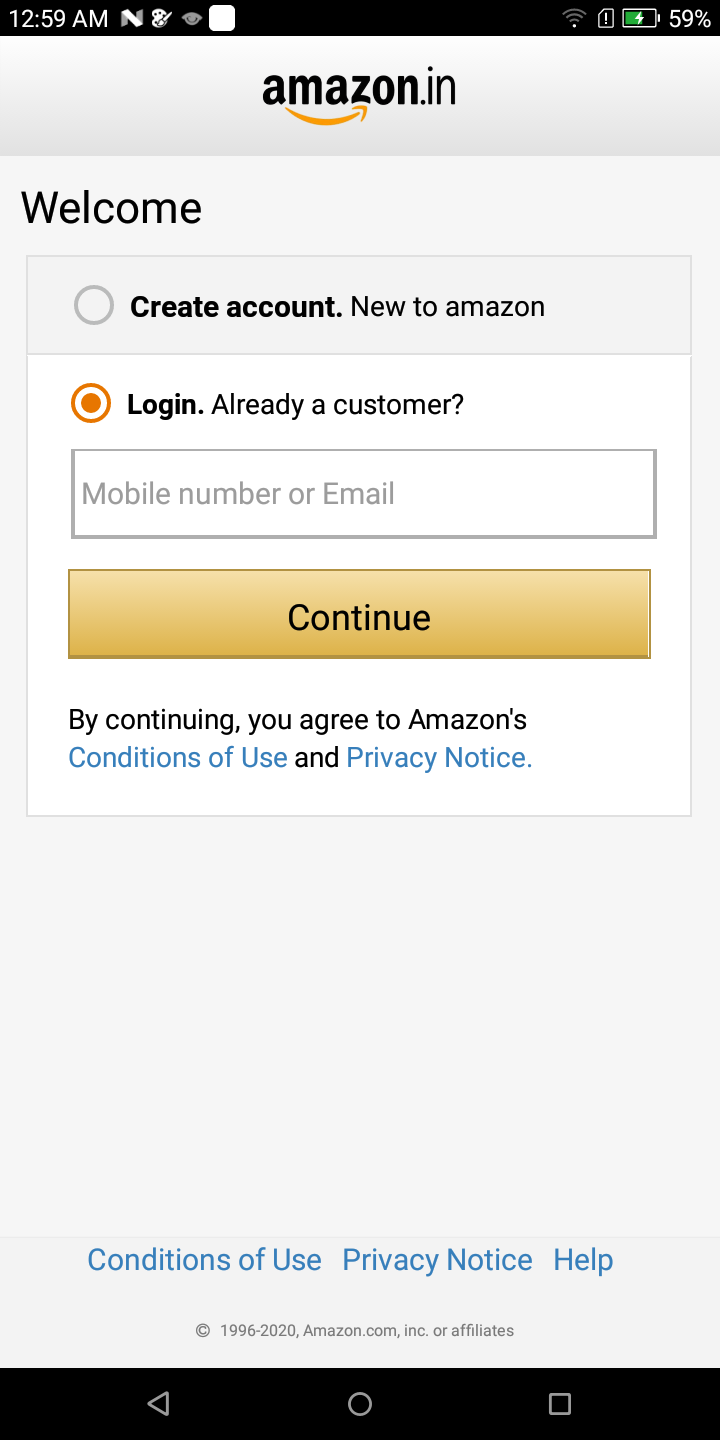 12:59 AM 59%
amazon.in
Welcome
Create account. New to amazon
Login. Already a customer?
Mobile number or Email
Continue
By continuing, you agree to Amazon's
Conditions of Use and Privacy Notice.
Conditions of Use Privacy Notice Help
© 1996-2020, Amazon.com, inc. or affiliates